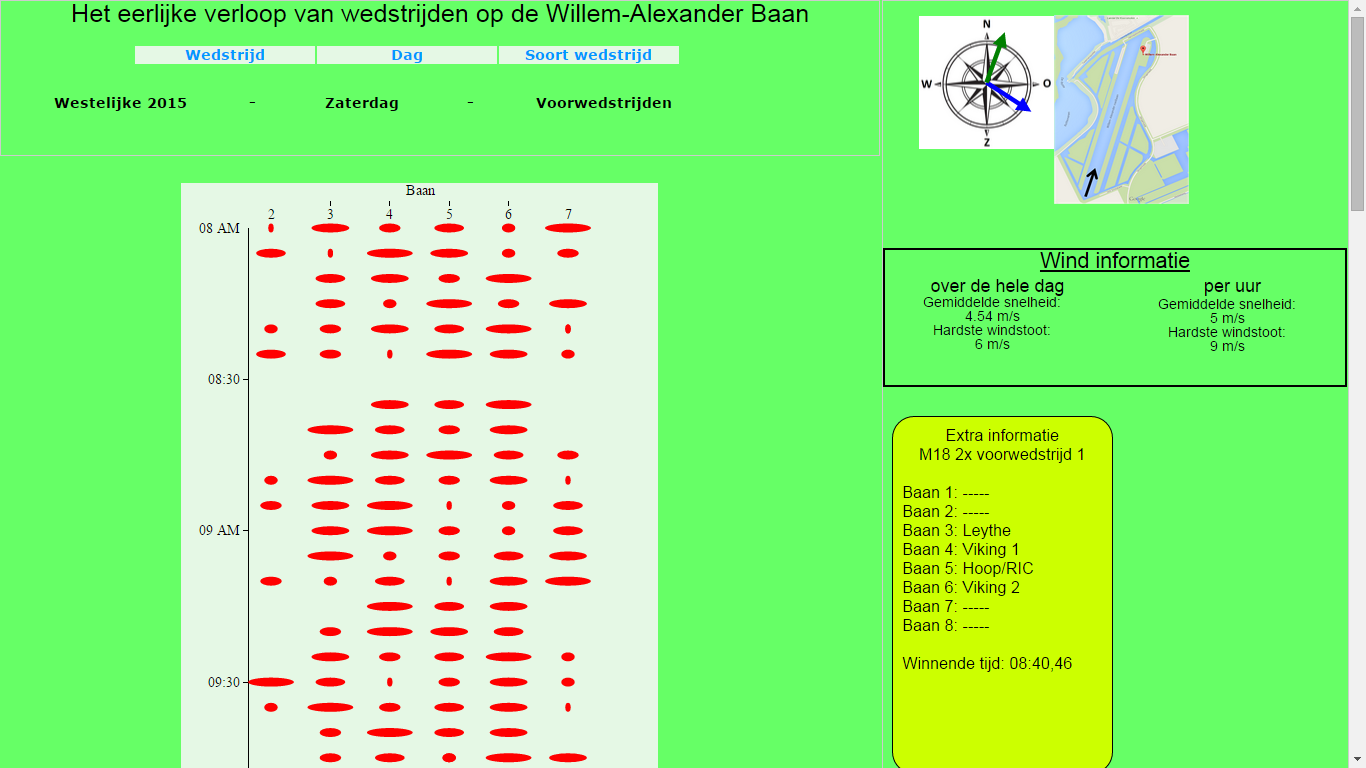 Het eerlijke verloop van wedstrijden op de Willem-Alexander Baan
Wedstrijd Dag Soort wedstrijd
Westelijke 2015 - Zaterdag - Voorwedstrijden
N
W O
Z
Baan
2 3 4 5 6 7
08 AM
08:30
09 AM
09:30
Wind informatie
over de hele dag
Gemiddelde snelheid:
4.54 m/s
Hardste windstoot:
6 m/s
per uur
Gemiddelde snelheid:
5 m/s
Hardste windstoot:
9 m/s
Extra informatie
M18 2x voorwedstrijd 1
Baan 1: -----
Baan 2: -----
Baan 3: Leythe
Baan 4: Viking 1
Baan 5: Hoop/RIC
Baan 6: Viking 2
Baan 7: -----
Baan 8: -----
Winnende tijd: 08:40,46